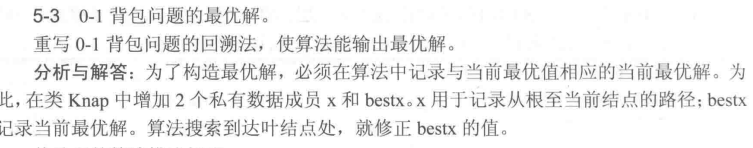 5-3 0-1 背包问题的最优解。
重写 0-1 背包问题的回溯法，使算法能输出最优解。
分析与解答：为了构造最优解，必须在算法中记录与当前最优值相应的当前最优解。为
此，在类 Knap 中增加 2 个私有数据成员 x 和 bestx。x 用于记录从根至当前结点的路径；bestx
记录当前最优解。算法搜索到达叶结点处，就修正 bestx 的值。